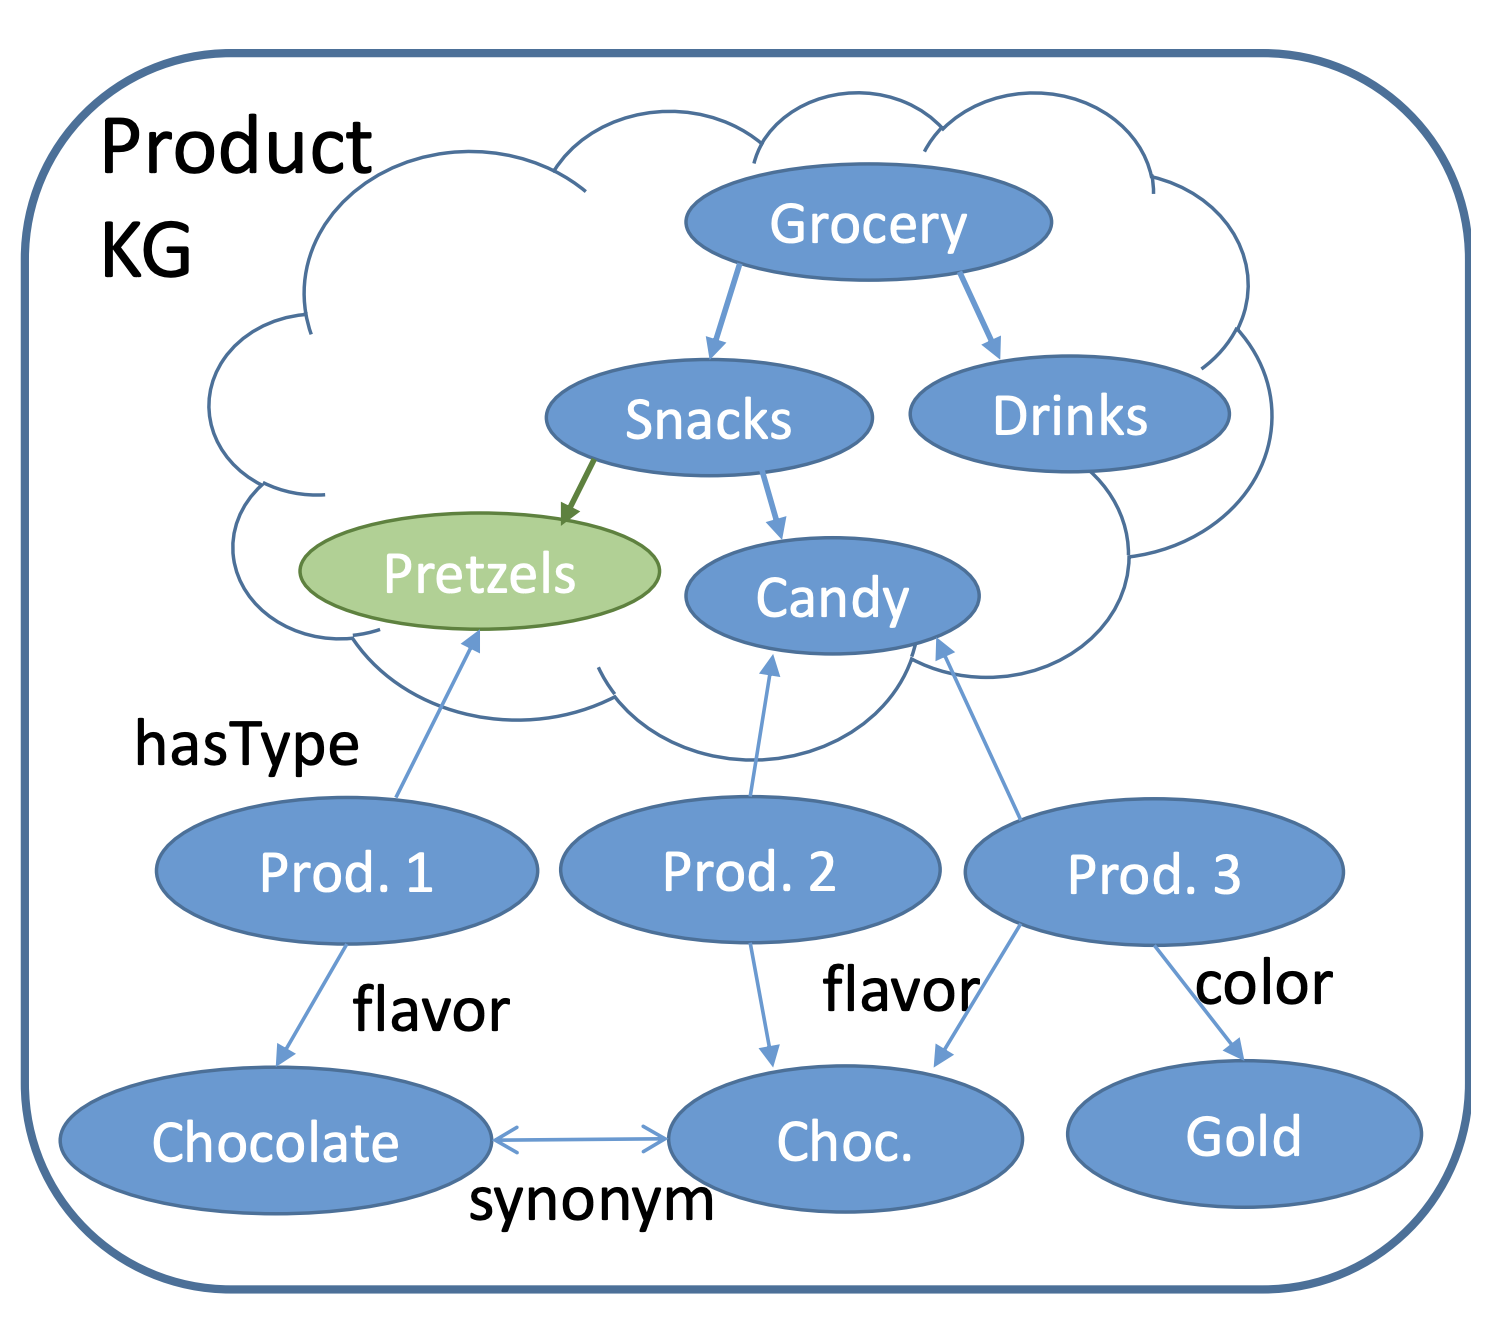 Product
KG
Grocery
Snacks
Drinks
Pretzels
Candy
hasType
Prod. 1
Prod. 2
Prod. 3
flavor
flavor
color
Chocolate
synonym
Choc.
Gold